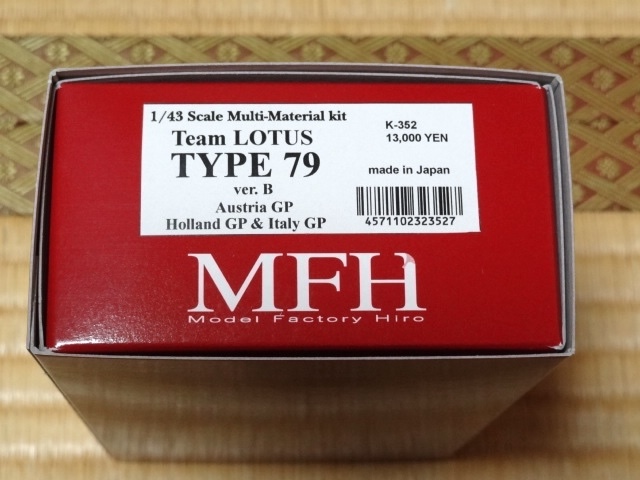 1/43 Scale Multi-Material kit
Team LOTUS
TYPE 79
ver. B
Austria GP
Holland GP & Italy GP
K-352
13,000 YEN
made in Japan
4571102323527
MFH
Model Factory Hiro